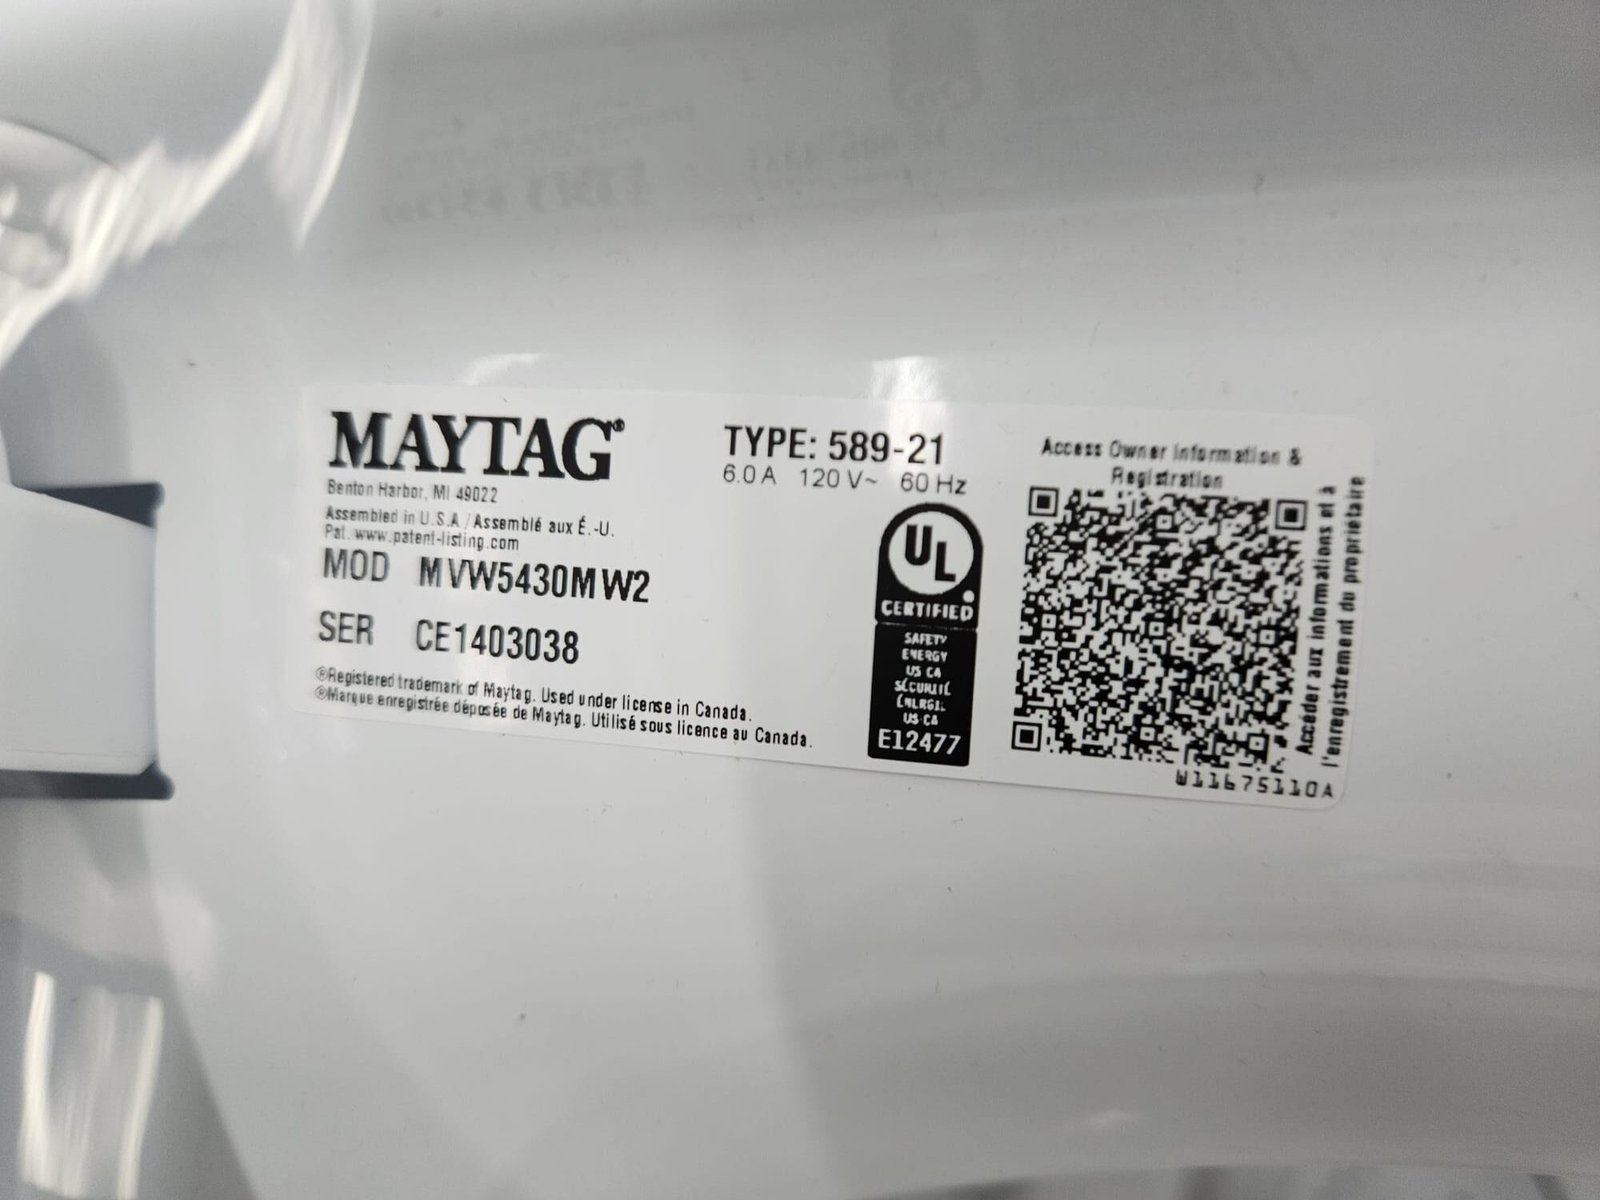 MAYTAG®
Benton Harbor, MI 49022
Assembled in U.S.A / Assemblé aux É.-U.
Pat. www.patent-listing.com
MOD MVW5430MW2
SER CE1403038
®Registered trademark of Maytag. Used under license in Canada.
®Marque enregistrée déposée de Maytag. Utilisé sous licence au Canada.
TYPE: 589-21
6.0 A 120 V~ 60 Hz
UL
CERTIFIED
SAFETY
ENERGY
US CA
SÉCURITÉ
ÉNERGIE
US CA
E12477
Access Owner Information &
Registration
Accéder aux informations et à
l'enregistrement du propriétaire
W11675110A